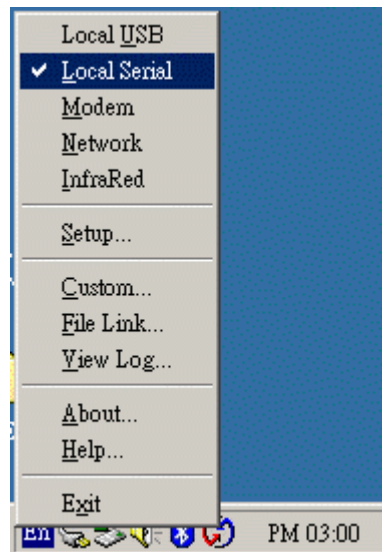 Local USB
Local Serial
Modem
Network
InfraRed
Setup...
Custom...
File Link...
View Log...
About...
Help...
Exit
En PM 03:00